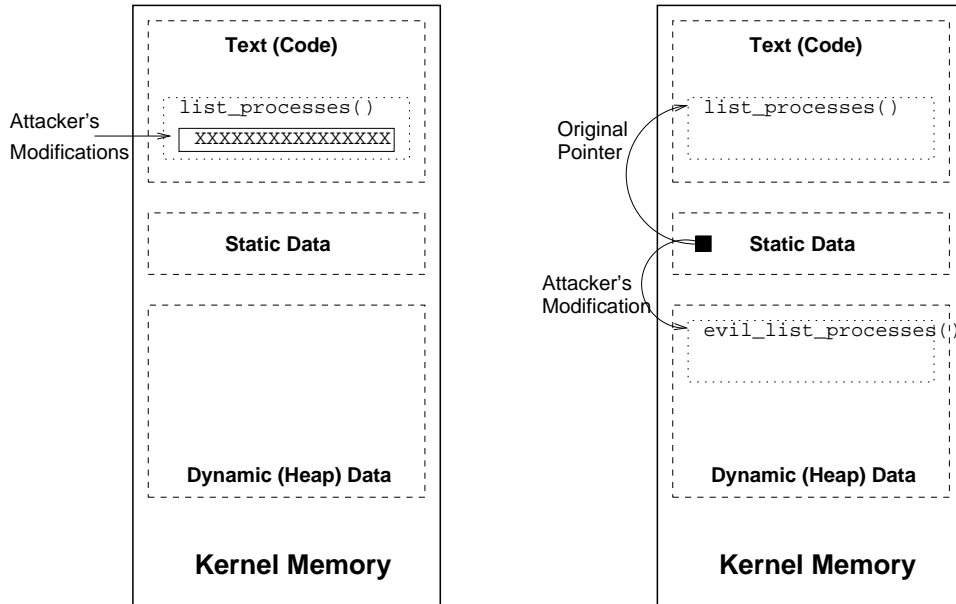 Text (Code)
list_processes()
Attacker's
Modifications
XXXXXXXXXXXXXXXX
Static Data
Dynamic (Heap) Data
Kernel Memory
Text (Code)
list_processes()
Original
Pointer
Static Data
Attacker's
Modification
evil_list_processes()
Dynamic (Heap) Data
Kernel Memory